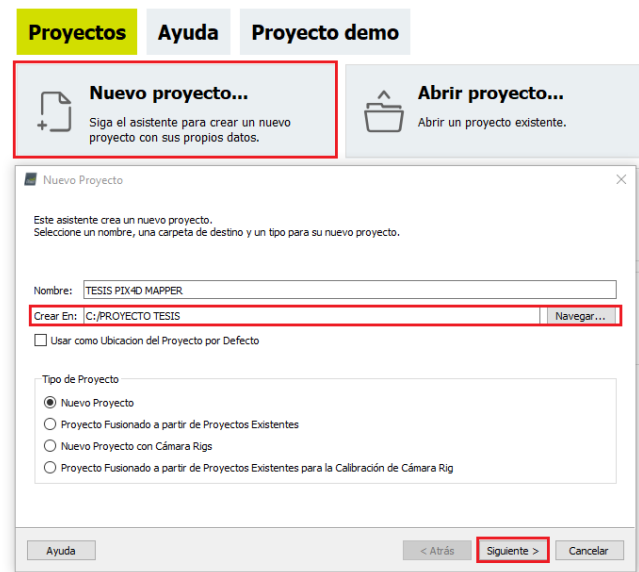 Proyectos
Ayuda
Proyecto demo
Nuevo proyecto...
Siga el asistente para crear un nuevo
proyecto con sus propios datos.
Abrir proyecto...
Abrir un proyecto existente.
Nuevo Proyecto
Este asistente crea un nuevo proyecto.
Seleccione un nombre, una carpeta de destino y un tipo para su nuevo proyecto.
Nombre: TESIS PIX4D MAPPER
Crear En: C:/PROYECTO TESIS Navegar...
Usar como Ubicacion del Proyecto por Defecto
Tipo de Proyecto
Nuevo Proyecto
Proyecto Fusionado a partir de Proyectos Existentes
Nuevo Proyecto con Cámara Rigs
Proyecto Fusionado a partir de Proyectos Existentes para la Calibración de Cámara Rig
Ayuda < Atrás Siguiente > Cancelar